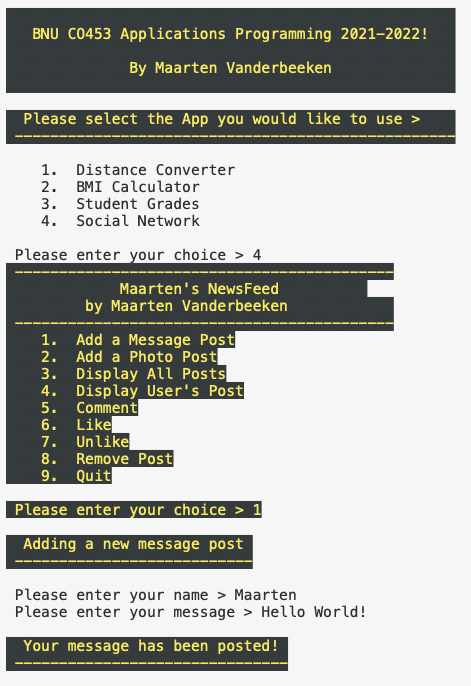 BNU CO453 Applications Programming 2021-2022!
By Maarten Vanderbeeken
Please select the App you would like to use >
---------------------------------------------------
1. Distance Converter
2. BMI Calculator
3. Student Grades
4. Social Network
Please enter your choice > 4
-------------------------------------------
Maarten's NewsFeed
by Maarten Vanderbeeken
-------------------------------------------
1. Add a Message Post
2. Add a Photo Post
3. Display All Posts
4. Display User's Post
5. Comment
6. Like
7. Unlike
8. Remove Post
9. Quit
Please enter your choice > 1
Adding a new message post
---------------------------
Please enter your name > Maarten
Please enter your message > Hello World!
Your message has been posted!
-------------------------------